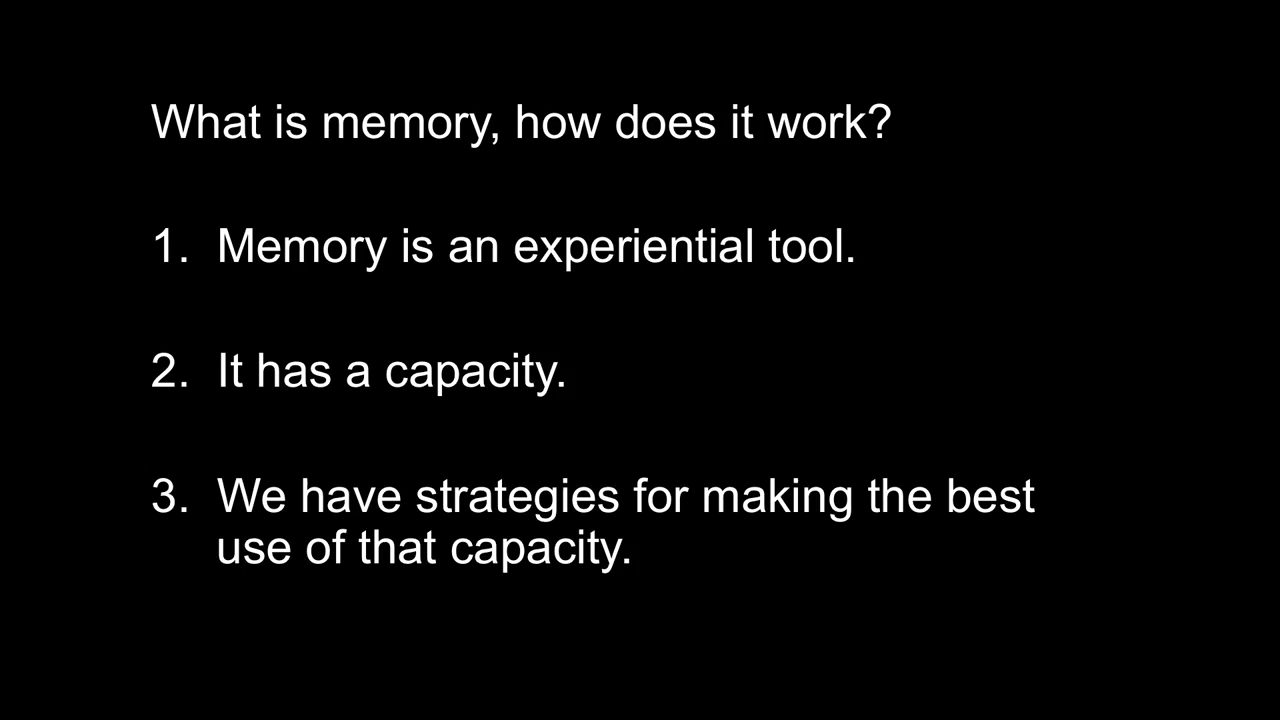 What is memory, how does it work?
1. Memory is an experiential tool.
2. It has a capacity.
3. We have strategies for making the best
use of that capacity.